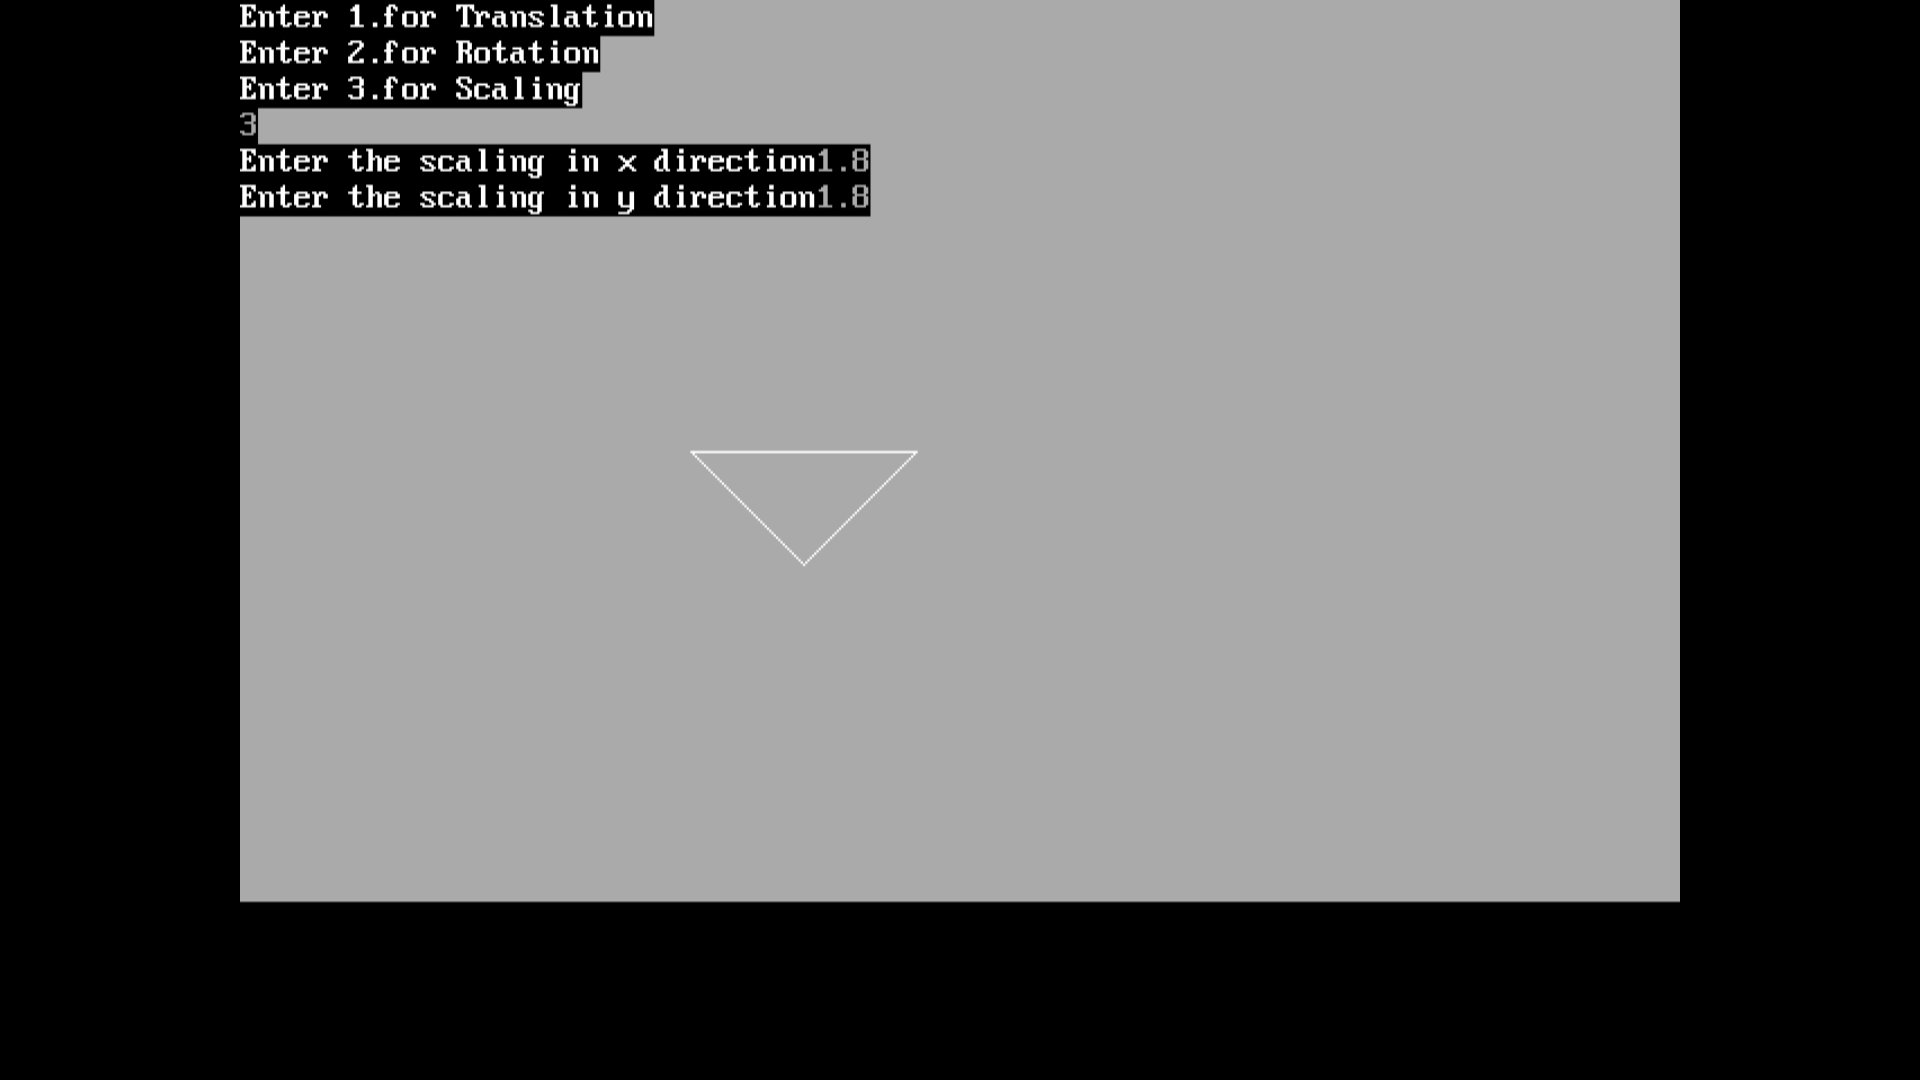 Enter 1.for Translation
Enter 2.for Rotation
Enter 3.for Scaling
3
Enter the scaling in x direction1.8
Enter the scaling in y direction1.8